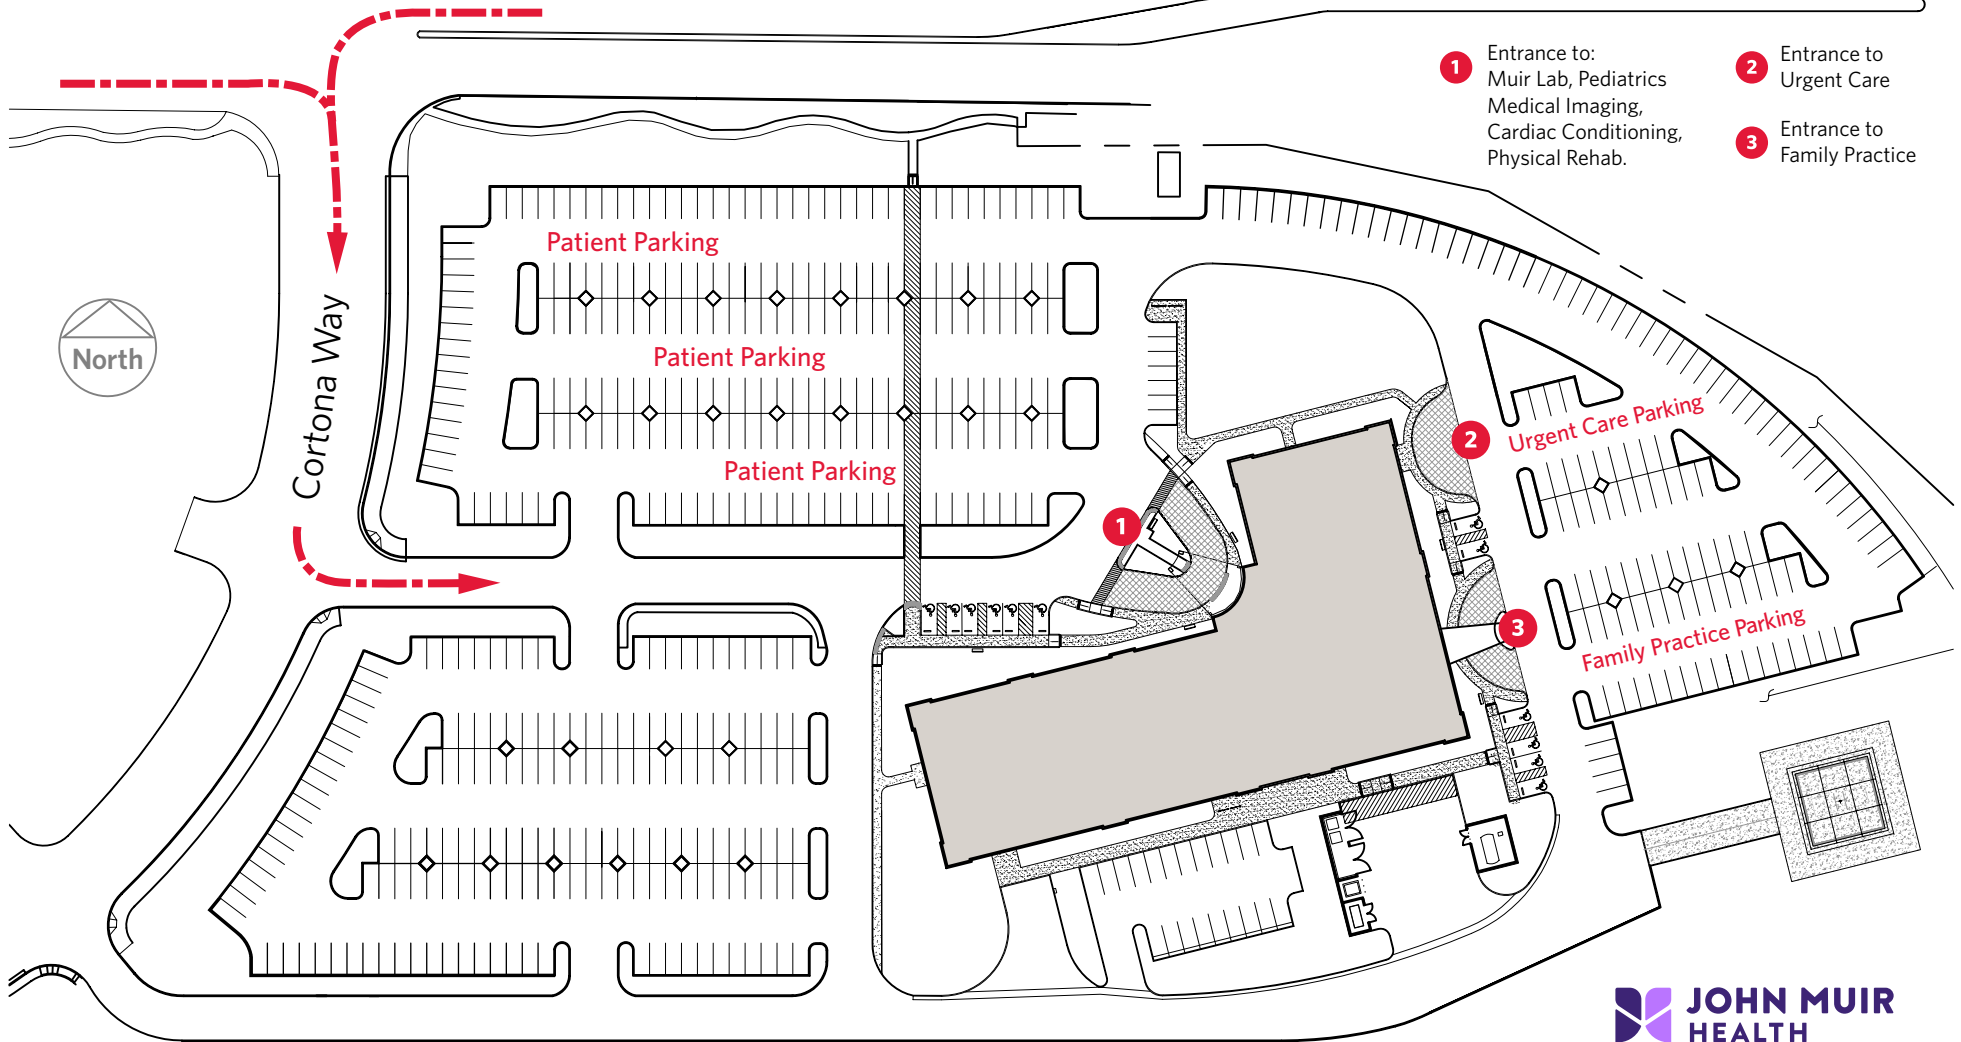 1
Entrance to:
Muir Lab, Pediatrics
Medical Imaging,
Cardiac Conditioning,
Physical Rehab.
2
Entrance to
Urgent Care
3
Entrance to
Family Practice
Patient Parking
North
Cortona Way
Patient Parking
Patient Parking
2
Urgent Care Parking
1
3
Family Practice Parking
JOHN MUIR
HEALTH